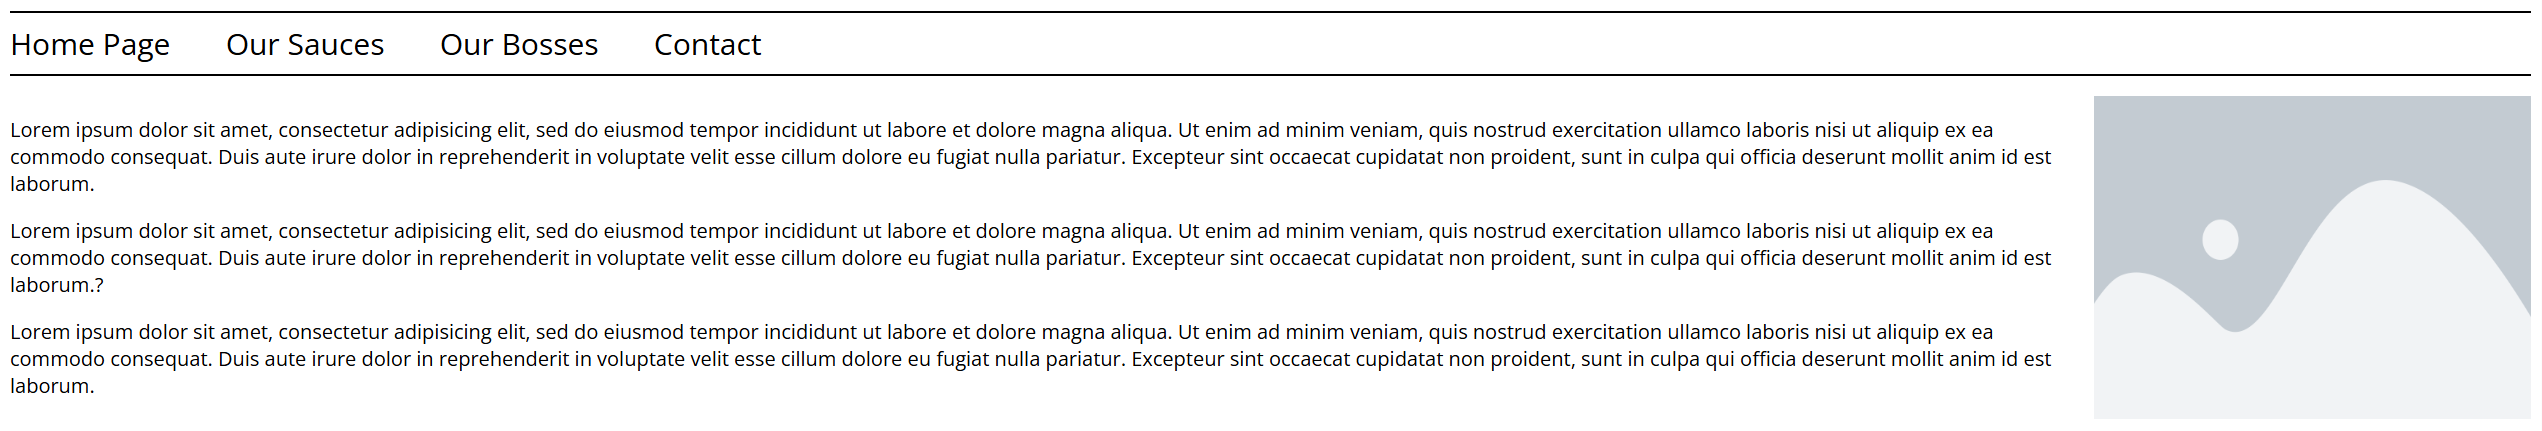 Home Page Our Sauces Our Bosses Contact
Lorem ipsum dolor sit amet, consectetur adipisicing elit, sed do eiusmod tempor incididunt ut labore et dolore magna aliqua. Ut enim ad minim veniam, quis nostrud exercitation ullamco laboris nisi ut aliquip ex ea
commodo consequat. Duis aute irure dolor in reprehenderit in voluptate velit esse cillum dolore eu fugiat nulla pariatur. Excepteur sint occaecat cupidatat non proident, sunt in culpa qui officia deserunt mollit anim id est
laborum.
Lorem ipsum dolor sit amet, consectetur adipisicing elit, sed do eiusmod tempor incididunt ut labore et dolore magna aliqua. Ut enim ad minim veniam, quis nostrud exercitation ullamco laboris nisi ut aliquip ex ea
commodo consequat. Duis aute irure dolor in reprehenderit in voluptate velit esse cillum dolore eu fugiat nulla pariatur. Excepteur sint occaecat cupidatat non proident, sunt in culpa qui officia deserunt mollit anim id est
laborum.?
Lorem ipsum dolor sit amet, consectetur adipisicing elit, sed do eiusmod tempor incididunt ut labore et dolore magna aliqua. Ut enim ad minim veniam, quis nostrud exercitation ullamco laboris nisi ut aliquip ex ea
commodo consequat. Duis aute irure dolor in reprehenderit in voluptate velit esse cillum dolore eu fugiat nulla pariatur. Excepteur sint occaecat cupidatat non proident, sunt in culpa qui officia deserunt mollit anim id est
laborum.